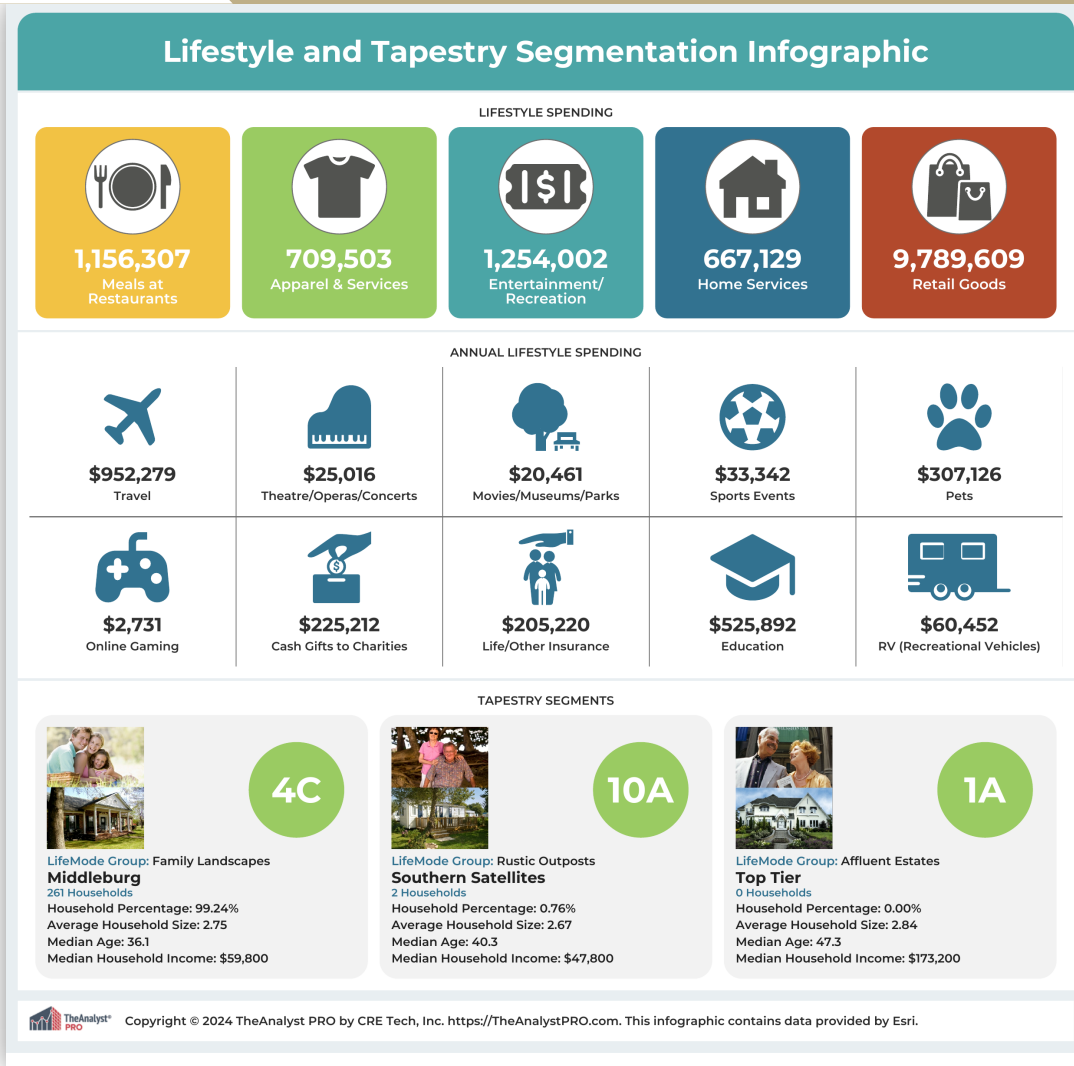 Lifestyle and Tapestry Segmentation Infographic
LIFESTYLE SPENDING
1,156,307
Meals at
Restaurants
709,503
Apparel & Services
1,254,002
Entertainment/
Recreation
667,129
Home Services
9,789,609
Retail Goods
ANNUAL LIFESTYLE SPENDING
$952,279
Travel
$25,016
Theatre/Operas/Concerts
$20,461
Movies/Museums/Parks
$33,342
Sports Events
$307,126
Pets
$2,731
Online Gaming
$225,212
Cash Gifts to Charities
$205,220
Life/Other Insurance
$525,892
Education
$60,452
RV (Recreational Vehicles)
TAPESTRY SEGMENTS
4C
LifeMode Group: Family Landscapes
Middleburg
261 Households
Household Percentage: 99.24%
Average Household Size: 2.75
Median Age: 36.1
Median Household Income: $59,800
10A
LifeMode Group: Rustic Outposts
Southern Satellites
2 Households
Household Percentage: 0.76%
Average Household Size: 2.67
Median Age: 40.3
Median Household Income: $47,800
1A
LifeMode Group: Affluent Estates
Top Tier
0 Households
Household Percentage: 0.00%
Average Household Size: 2.84
Median Age: 47.3
Median Household Income: $173,200
TheAnalyst®
PRO
Copyright © 2024 TheAnalyst PRO by CRE Tech, Inc. https://TheAnalystPRO.com. This infographic contains data provided by Esri.